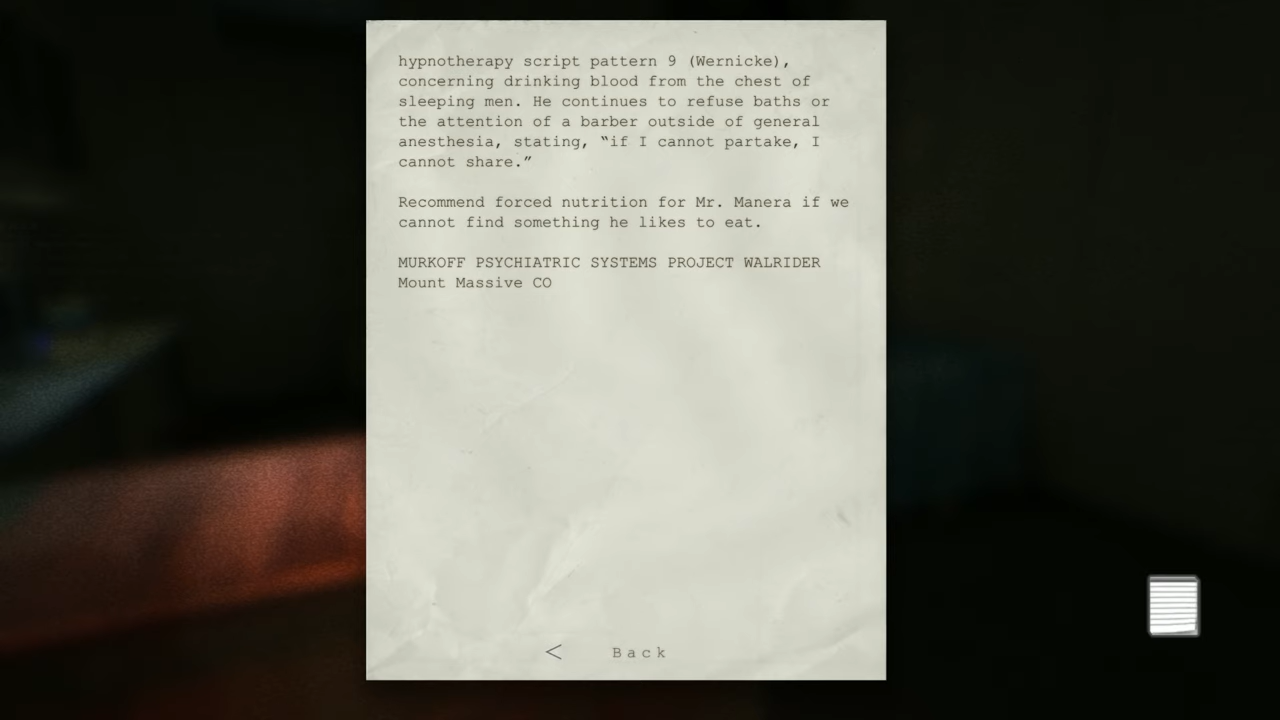 hypnotherapy script pattern 9 (Wernicke),
concerning drinking blood from the chest of
sleeping men. He continues to refuse baths or
the attention of a barber outside of general
anesthesia, stating, “if I cannot partake, I
cannot share.”
Recommend forced nutrition for Mr. Manera if we
cannot find something he likes to eat.
MURKOFF PSYCHIATRIC SYSTEMS PROJECT WALRIDER
Mount Massive CO
< Back